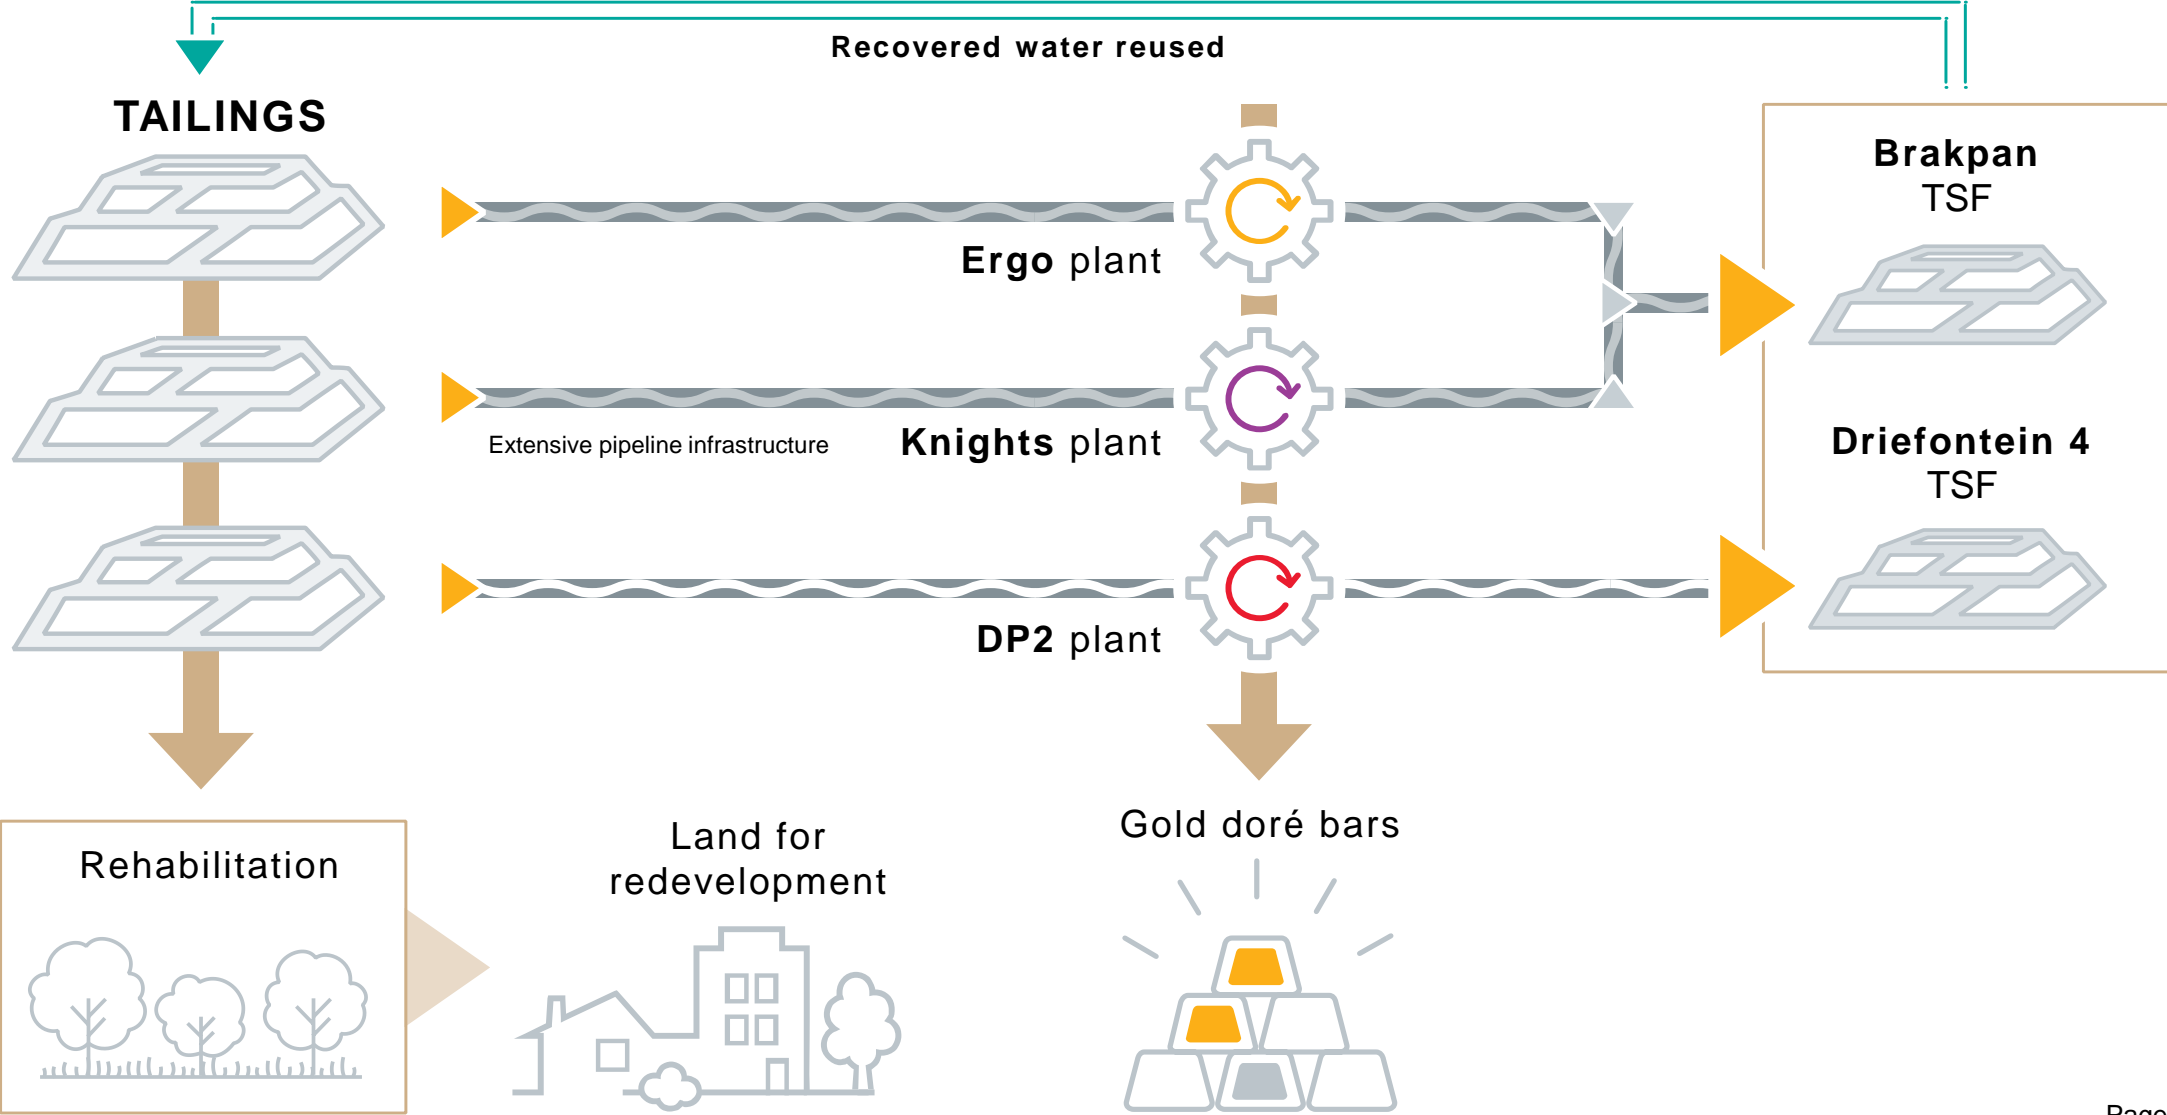 Recovered water reused
TAILINGS
Brakpan
TSF
Ergo plant
Extensive pipeline infrastructure
Knights plant
Driefontein 4
TSF
DP2 plant
Rehabilitation
Land for
redevelopment
Gold doré bars
Page